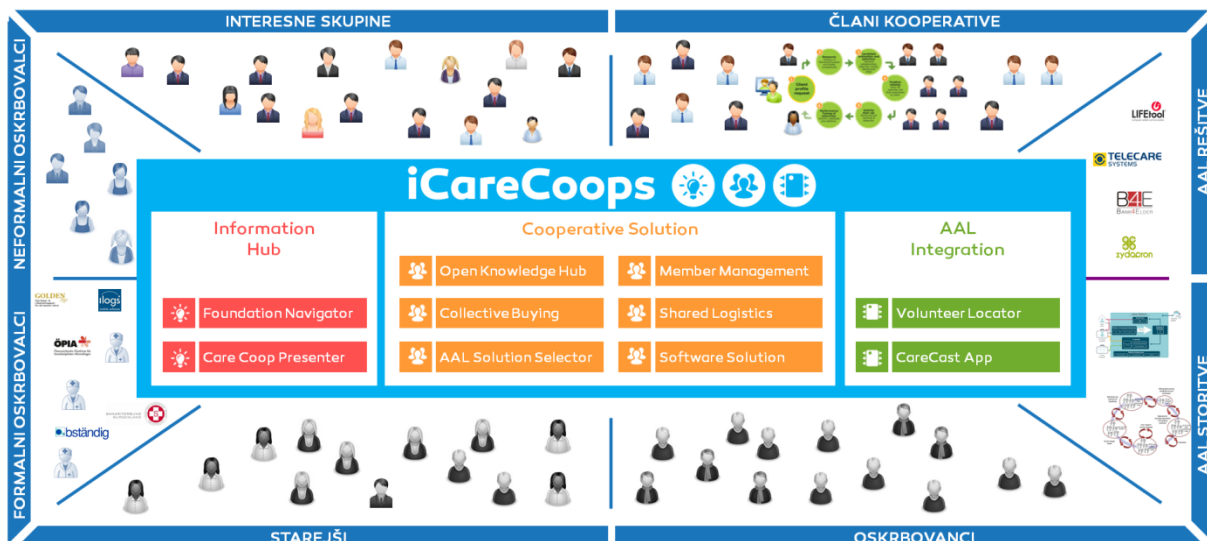 INTERESNE SKUPINE
ČLANI KOOPERATIVE
NEFORMALNI OSKRBOVALCI
FORMALNI OSKRBOVALCI
AAL REŠITVE
AAL STORITVE
iCareCoops
Information
Hub
Foundation Navigator
Care Coop Presenter
Cooperative Solution
Open Knowledge Hub
Member Management
Collective Buying
Shared Logistics
AAL Solution Selector
Software Solution
AAL
Integration
Volunteer Locator
CareCast App
LIFEtool
TELECARE
SYSTEMS
B4E
BANK4ELDER
zydacron
GOLDEN
ilogs
ÖPIA
bständig
STAREJŠI
OSKRBOVANCI